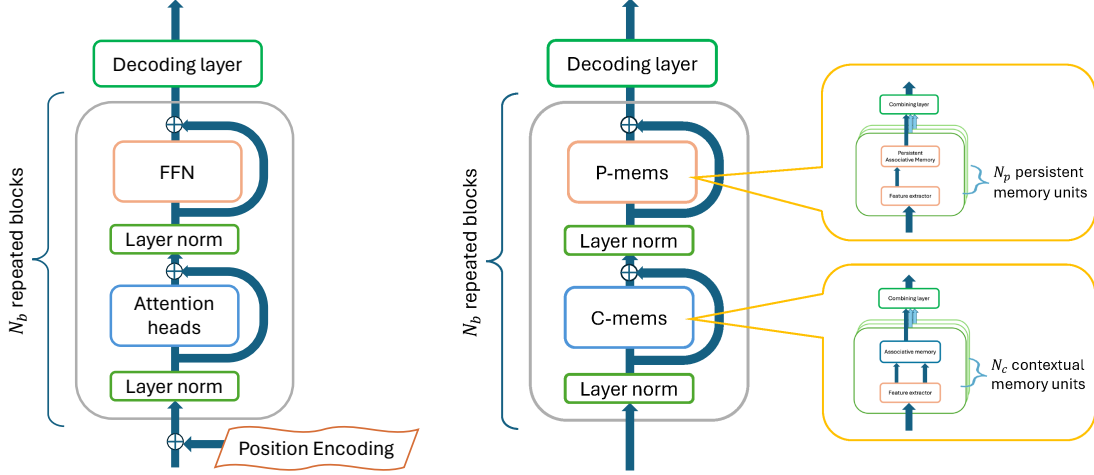 Decoding layer
FFN
Layer norm
Attention
heads
Layer norm
Position Encoding
N_b repeated blocks
Decoding layer
P-mems
Layer norm
C-mems
Layer norm
N_b repeated blocks
Combining layer
Persistent
Associative Memory
Feature extractor
N_p persistent
memory units
Combining layer
Associative memory
Feature extractor
N_c contextual
memory units